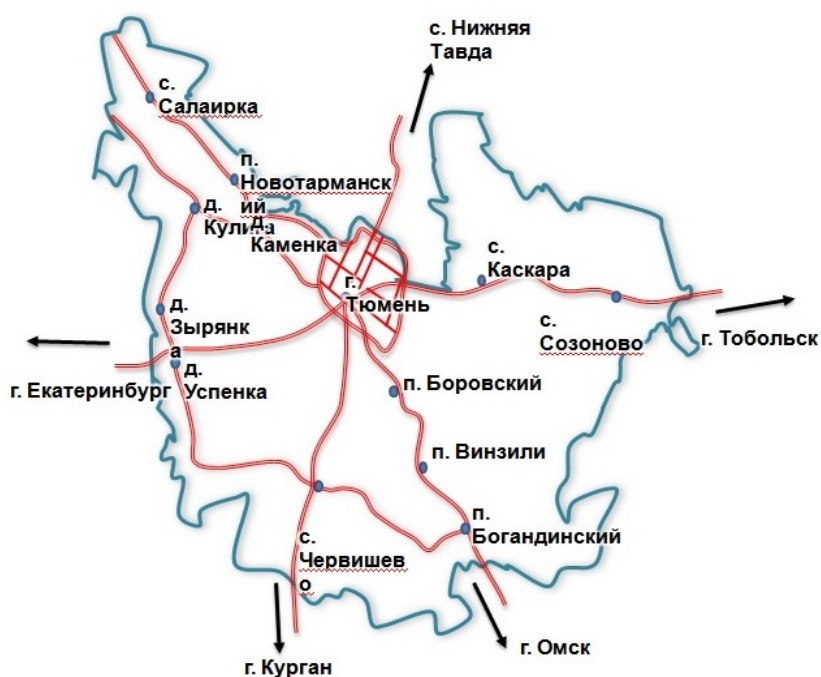 с. Нижняя
Тавда
с.
Салаирка
п.
Новотарманск
ий
д.
Кулига
д.
Каменка
с.
Каскара
г.
Тюмень
д.
Зырянк
а
с.
Созоново
г. Тобольск
г. Екатеринбург
д.
Успенка
п. Боровский
п. Винзили
п.
Богандинский
с.
Червишев
о
г. Курган
г. Омск